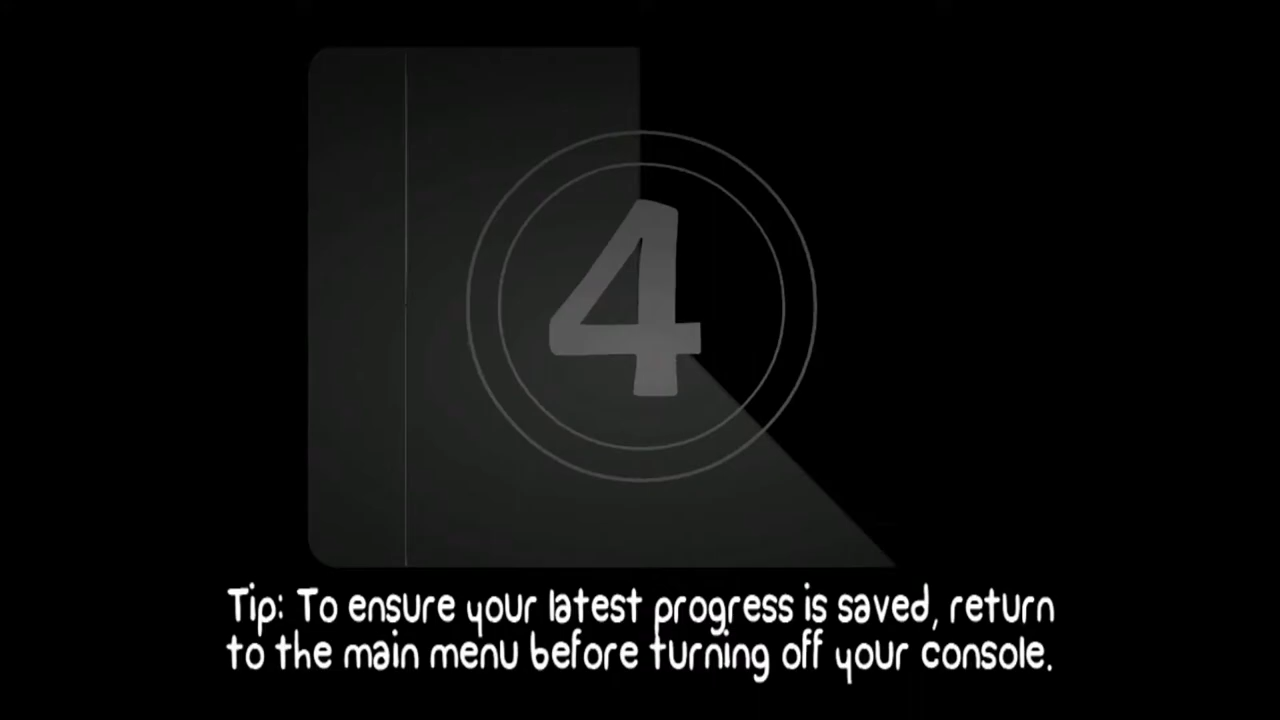 4
Tip: To ensure your latest progress is saved, return
to the main menu before turning off your console.